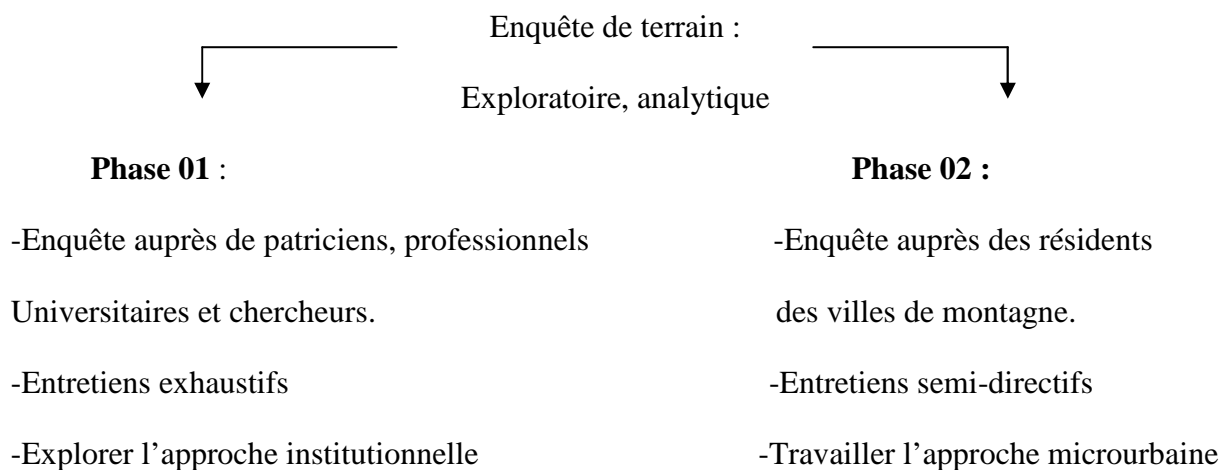 Enquête de terrain :
Exploratoire, analytique
Phase 01 :
-Enquête auprès de patriciens, professionnels
Universitaires et chercheurs.
-Entretiens exhaustifs
-Explorer l’approche institutionnelle
Phase 02 :
-Enquête auprès des résidents
des villes de montagne.
-Entretiens semi-directifs
-Travailler l’approche microurbaine